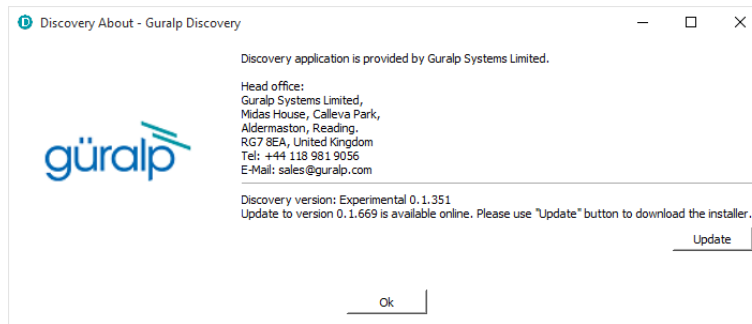 Discovery About - Guralp Discovery
Discovery application is provided by Guralp Systems Limited.
Head office:
Guralp Systems Limited,
Midas House, Calleva Park,
Aldermaston, Reading.
RG7 8EA, United Kingdom
Tel: +44 118 981 9056
E-Mail: sales@guralp.com
güralp
Discovery version: Experimental 0.1.351
Update to version 0.1.669 is available online. Please use "Update" button to download the installer.
Update
Ok